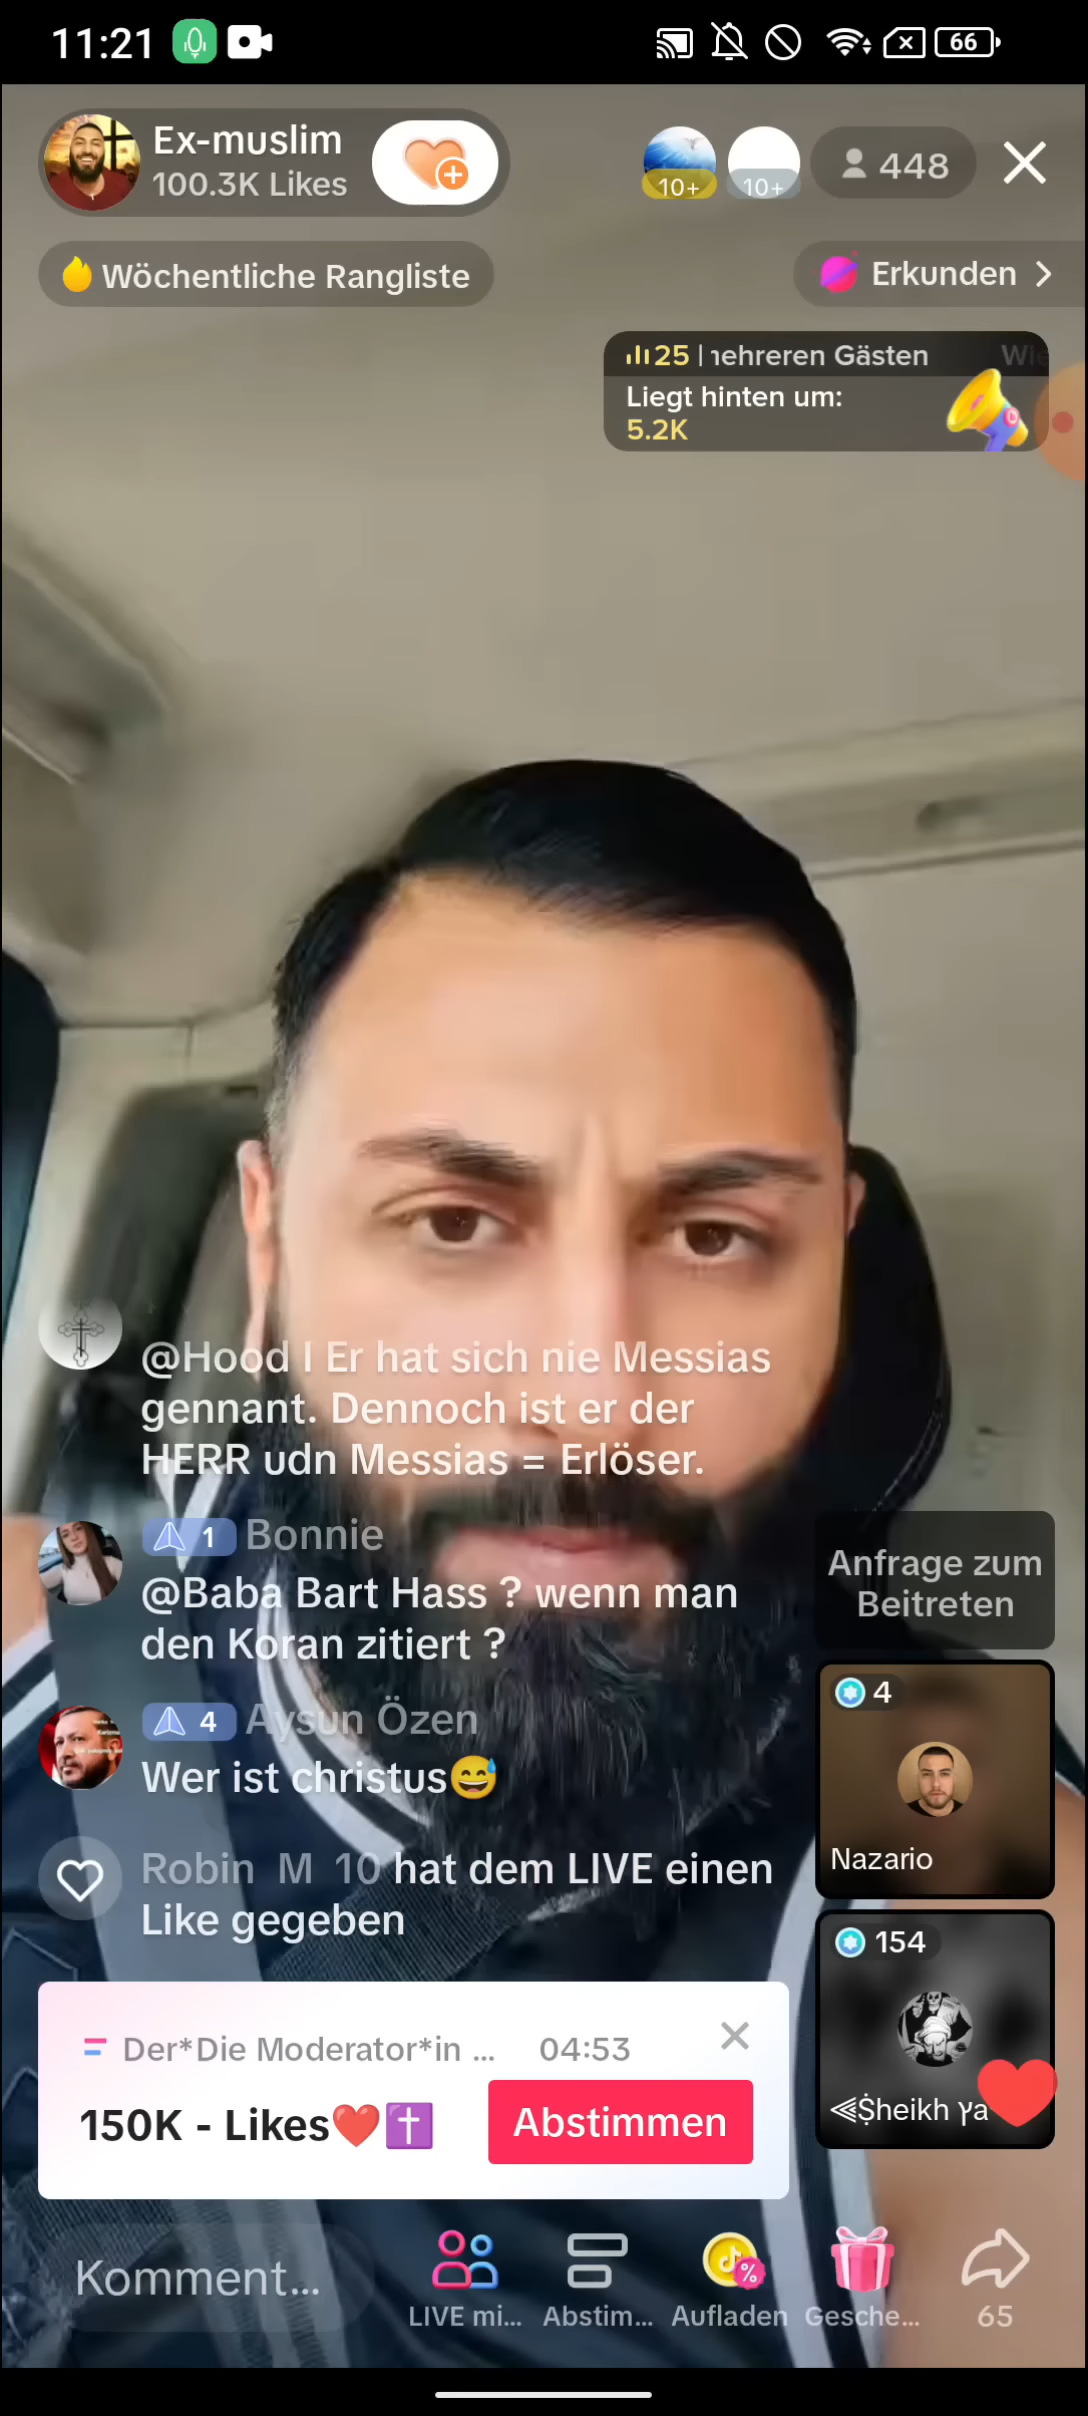 11:21
66
Ex-muslim
100.3K Likes
10+
10+
448
Wöchentliche Rangliste
Erkunden
25 | nehreren Gästen
Liegt hinten um:
5.2K
@Hood I Er hat sich nie Messias
gennant. Dennoch ist er der
HERR udn Messias = Erlöser.
1 Bonnie
@Baba Bart Hass ? wenn man
den Koran zitiert ?
4 Aysun Özen
Wer ist christus😅
Robin M 10 hat dem LIVE einen
Like gegeben
Anfrage zum
Beitreten
4
Nazario
154
Der*Die Moderator*in ... 04:53
150K - Likes❤️✝️
Abstimmen
Komment...
LIVE mi...
Abstim...
Aufladen
Gesche...
65